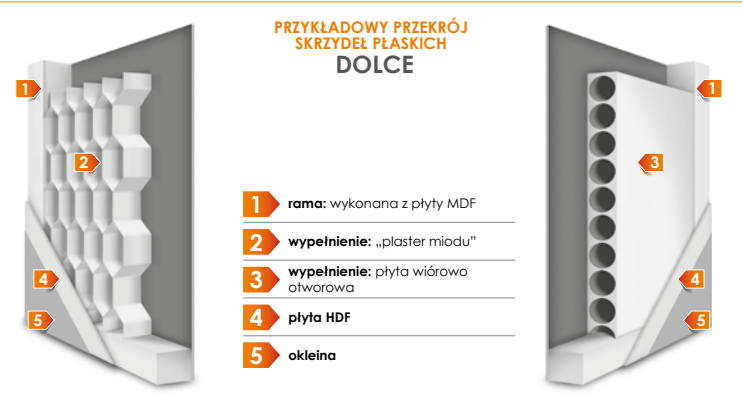 PRZYKŁADOWY PRZEKRÓJ
SKRZYDEŁ PŁASKICH
DOLCE
1
2
4
5
1 rama: wykonana z płyty MDF
2 wypełnienie: „plaster miodu”
3 wypełnienie: płyta wiórowo
otworowa
4 płyta HDF
5 okleina
1
3
4
5